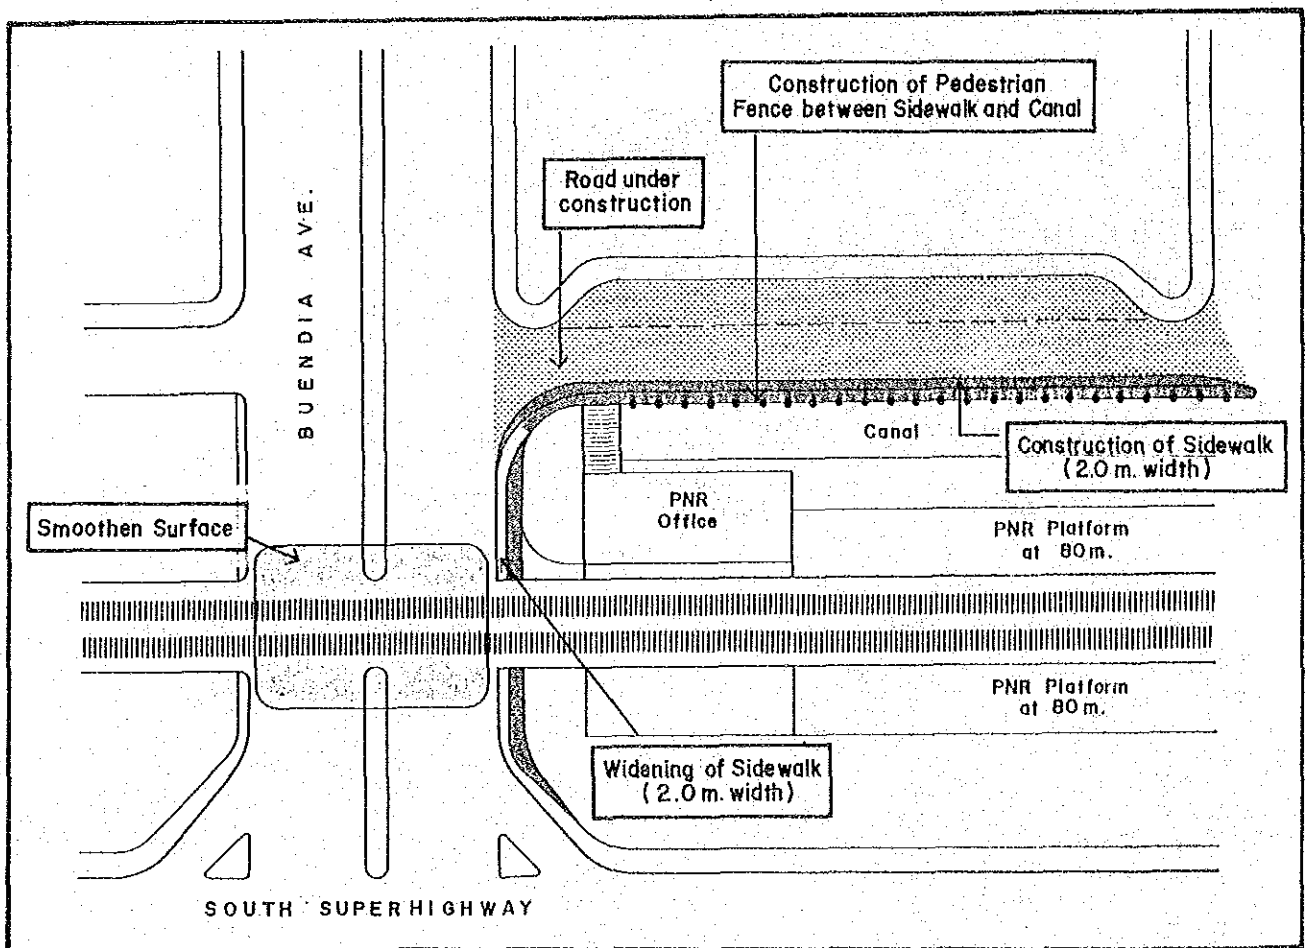 Construction of Pedestrian
Fence between Sidewalk and Canal
Road under
construction
BUENDIA AVE.
Canal
Construction of Sidewalk
(2.0 m. width)
Smoothen Surface
PNR
Office
PNR Platform
at 80m.
PNR Platform
at 80m.
Widening of Sidewalk
(2.0 m. width)
SOUTH SUPERHIGHWAY